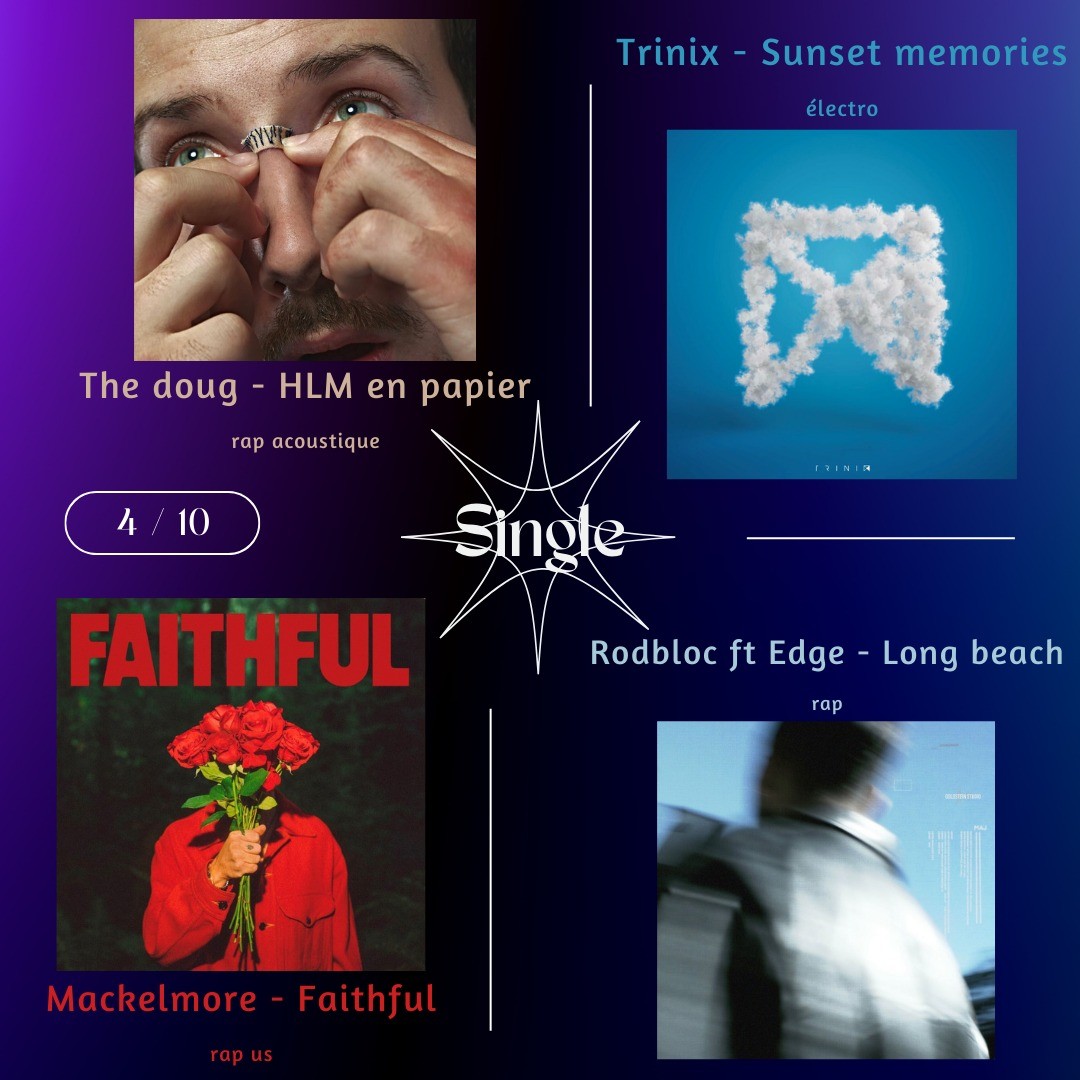 The doug - HLM en papier
rap acoustique
Trinix - Sunset memories
électro
TRINIX
4 / 10
Single
FAITHFUL
Mackelmore - Faithful
rap us
Rodbloc ft Edge - Long beach
rap